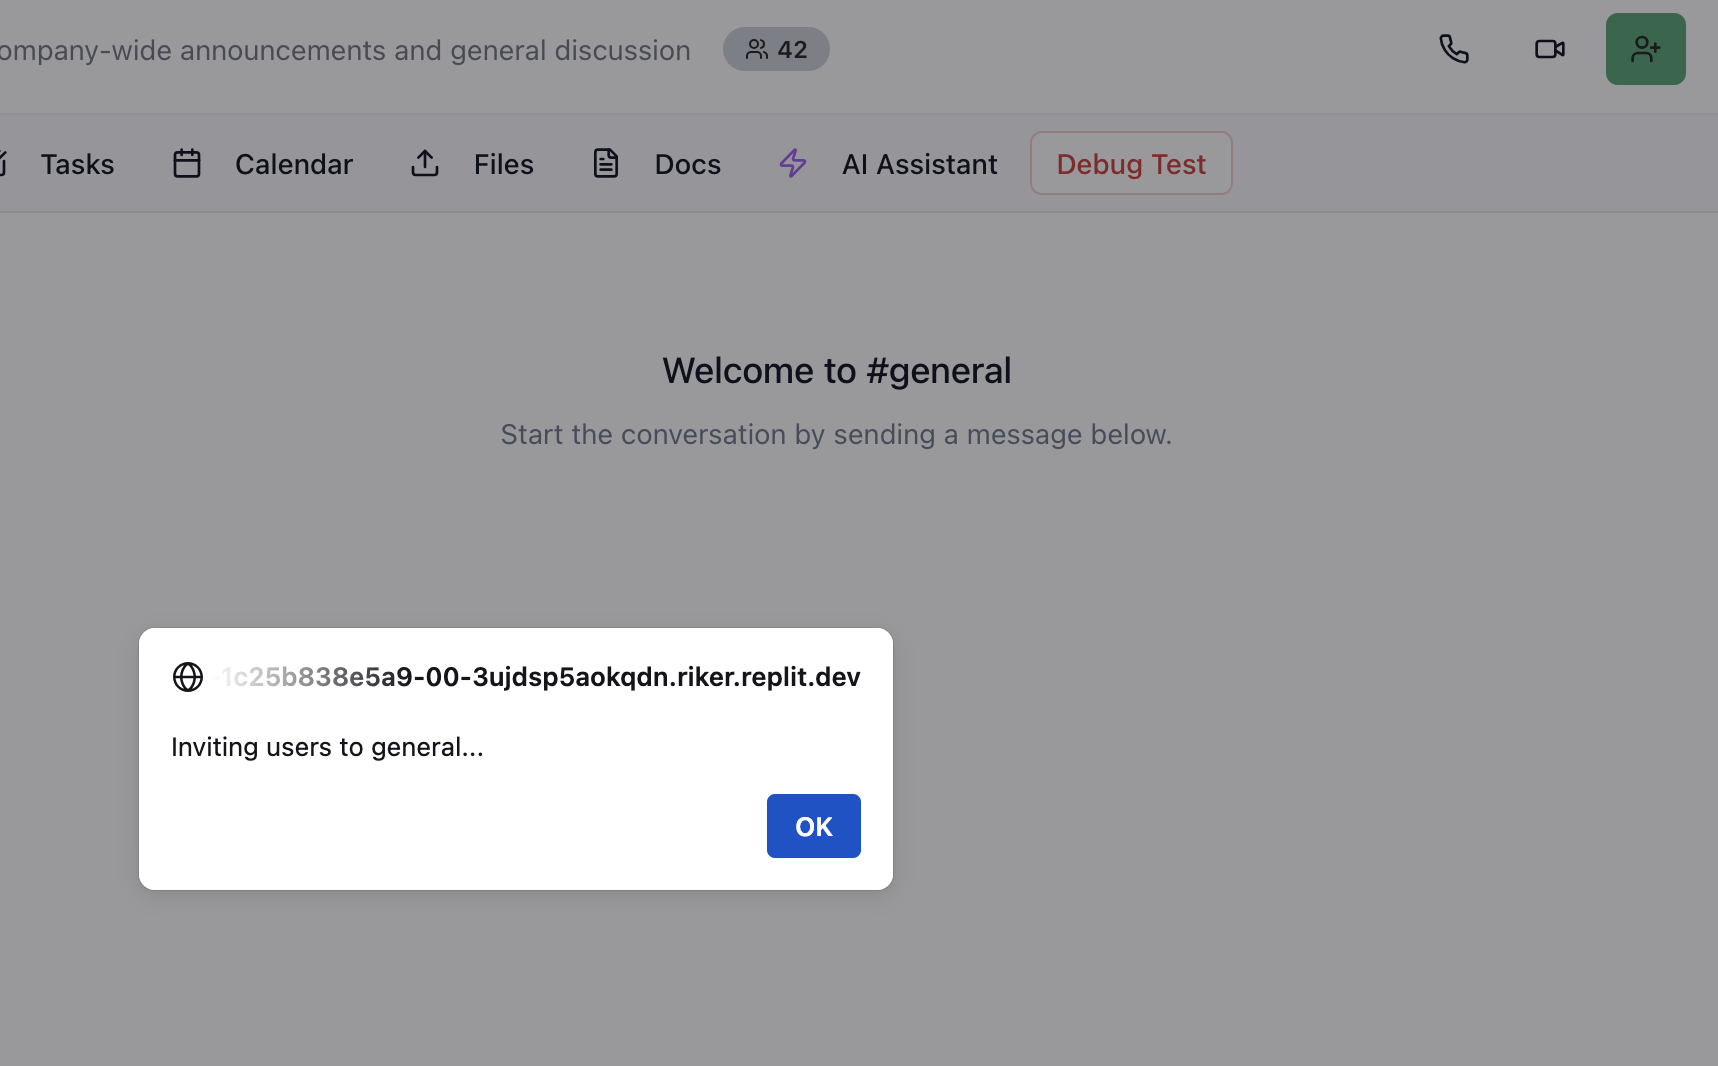 ompany-wide announcements and general discussion 42
Tasks Calendar Files Docs AI Assistant Debug Test
Welcome to #general
Start the conversation by sending a message below.
-1c25b838e5a9-00-3ujdsp5aokqdn.riker.replit.dev
Inviting users to general...
OK